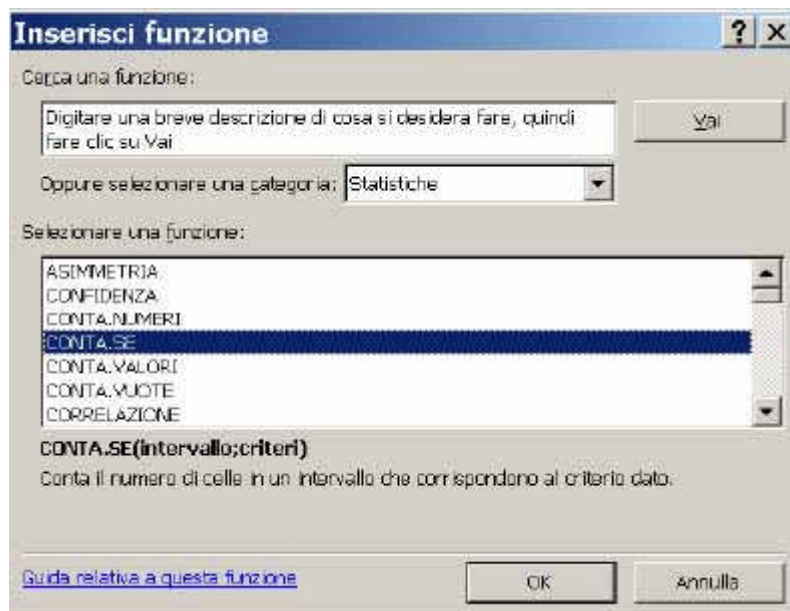 Inserisci funzione
Cerca una funzione:
Digitare una breve descrizione di cosa si desidera fare, quindi
fare clic su Vai
Vai
Oppure selezionare una categoria: Statistiche
Selezionare una funzione:
ASIMMETRIA
CONFIDENZA
CONTA.NUMERI
CONTA.SE
CONTA.VALORI
CONTA.VUOTE
CORRELAZIONE
CONTA.SE(intervallo;criteri)
Conta il numero di celle in un intervallo che corrispondono al criterio dato.
Guida relativa a questa funzione
OK
Annulla